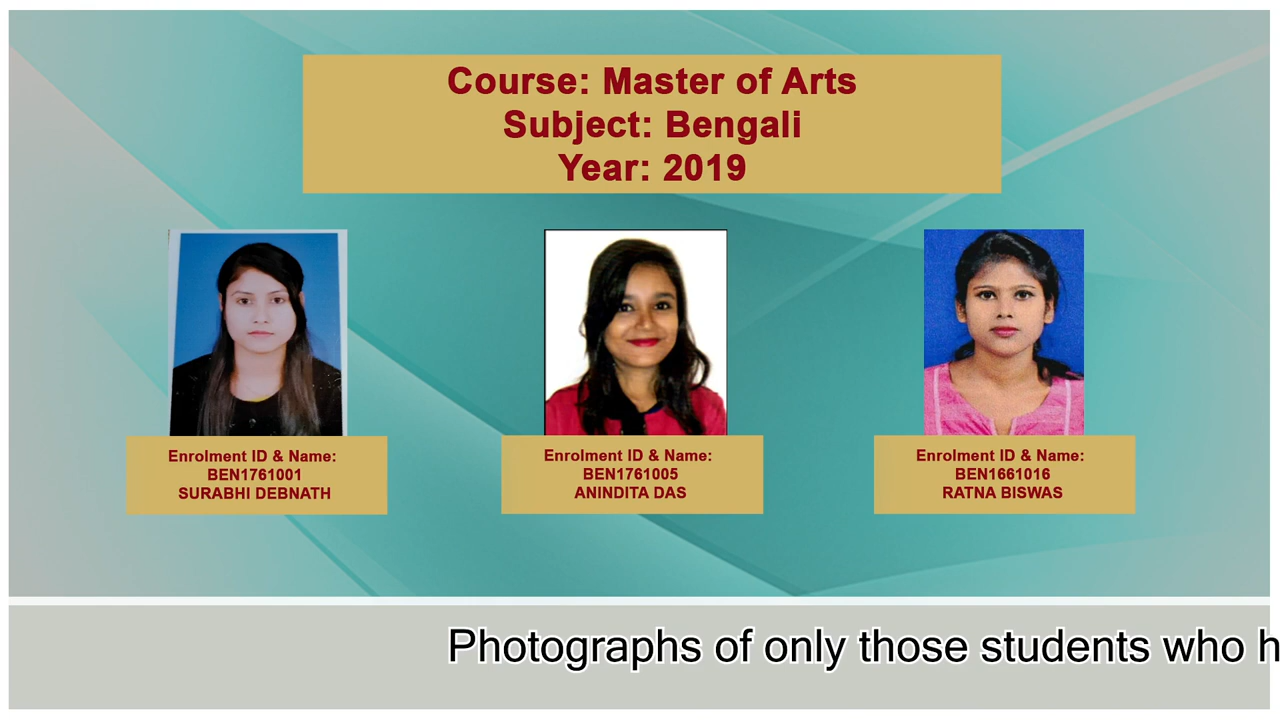 Course: Master of Arts
Subject: Bengali
Year: 2019
Enrolment ID & Name:
BEN1761001
SURABHI DEBNATH
Enrolment ID & Name:
BEN1761005
ANINDITA DAS
Enrolment ID & Name:
BEN1661016
RATNA BISWAS
Photographs of only those students who h